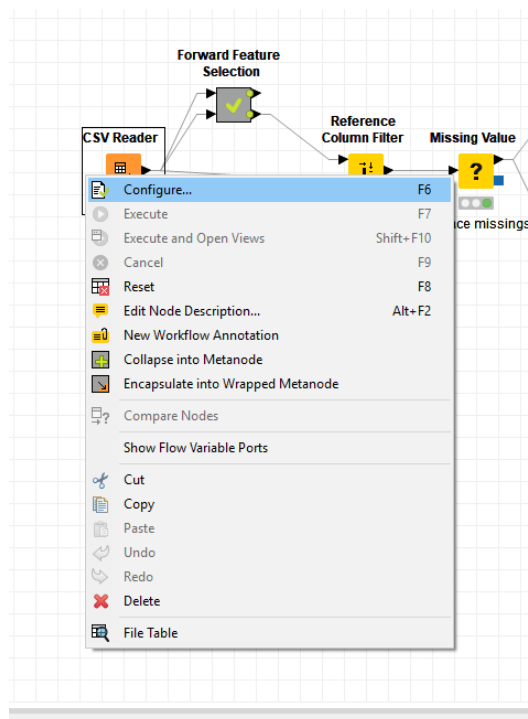 Forward Feature
Selection
CSV Reader
Reference
Column Filter
Missing Value
?
Configure... F6
Execute F7
ce missings
Execute and Open Views Shift+F10
Cancel F9
Reset F8
Edit Node Description... Alt+F2
New Workflow Annotation
Collapse into Metanode
Encapsulate into Wrapped Metanode
Compare Nodes
Show Flow Variable Ports
Cut
Copy
Paste
Undo
Redo
Delete
File Table